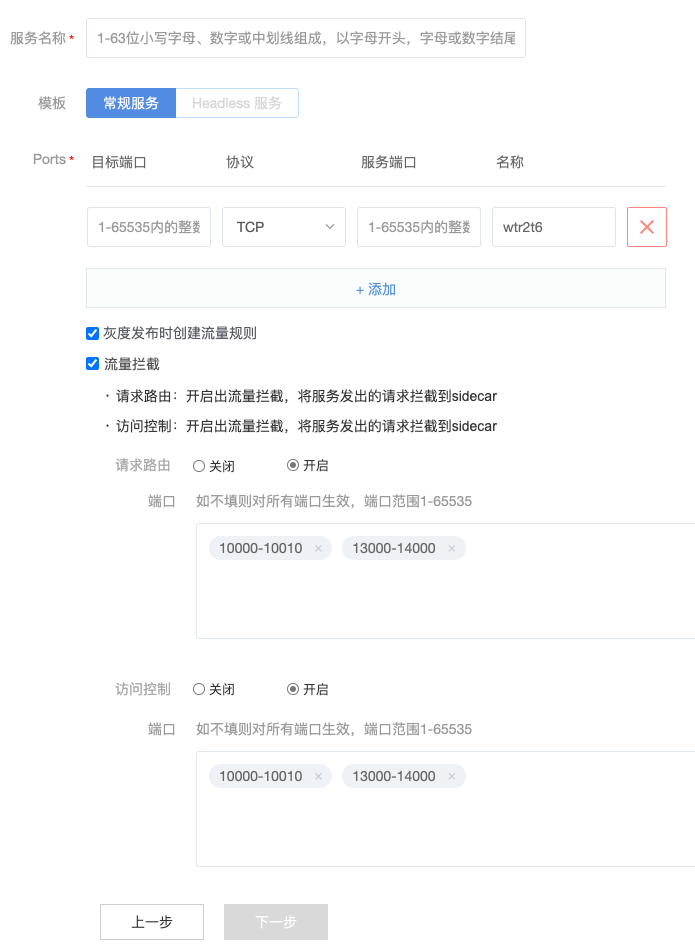 服务名称 * 1-63位小写字母、数字或中划线组成，以字母开头，字母或数字结尾
模板 常规服务 Headless 服务
Ports * 目标端口 协议 服务端口 名称
1-65535内的整数 TCP 1-65535内的整数 wtr2t6
+ 添加
灰度发布时创建流量规则
流量拦截
· 请求路由：开启出流量拦截，将服务发出的请求拦截到sidecar
· 访问控制：开启出流量拦截，将服务发出的请求拦截到sidecar
请求路由 关闭 开启
端口 如不填则对所有端口生效，端口范围1-65535
10000-10010 × 13000-14000 ×
访问控制 关闭 开启
端口 如不填则对所有端口生效，端口范围1-65535
10000-10010 × 13000-14000 ×
上一步 下一步